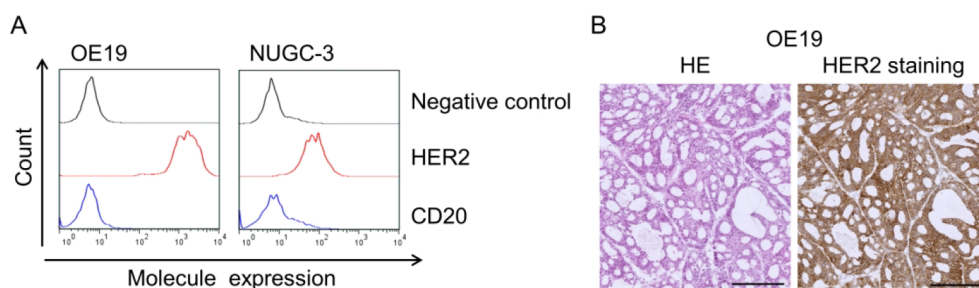 A
OE19
NUGC-3
Count
Negative control
HER2
CD20
10⁰ 10¹ 10² 10³ 10⁴
10⁰ 10¹ 10² 10³ 10⁴
Molecule expression
B
OE19
HE
HER2 staining